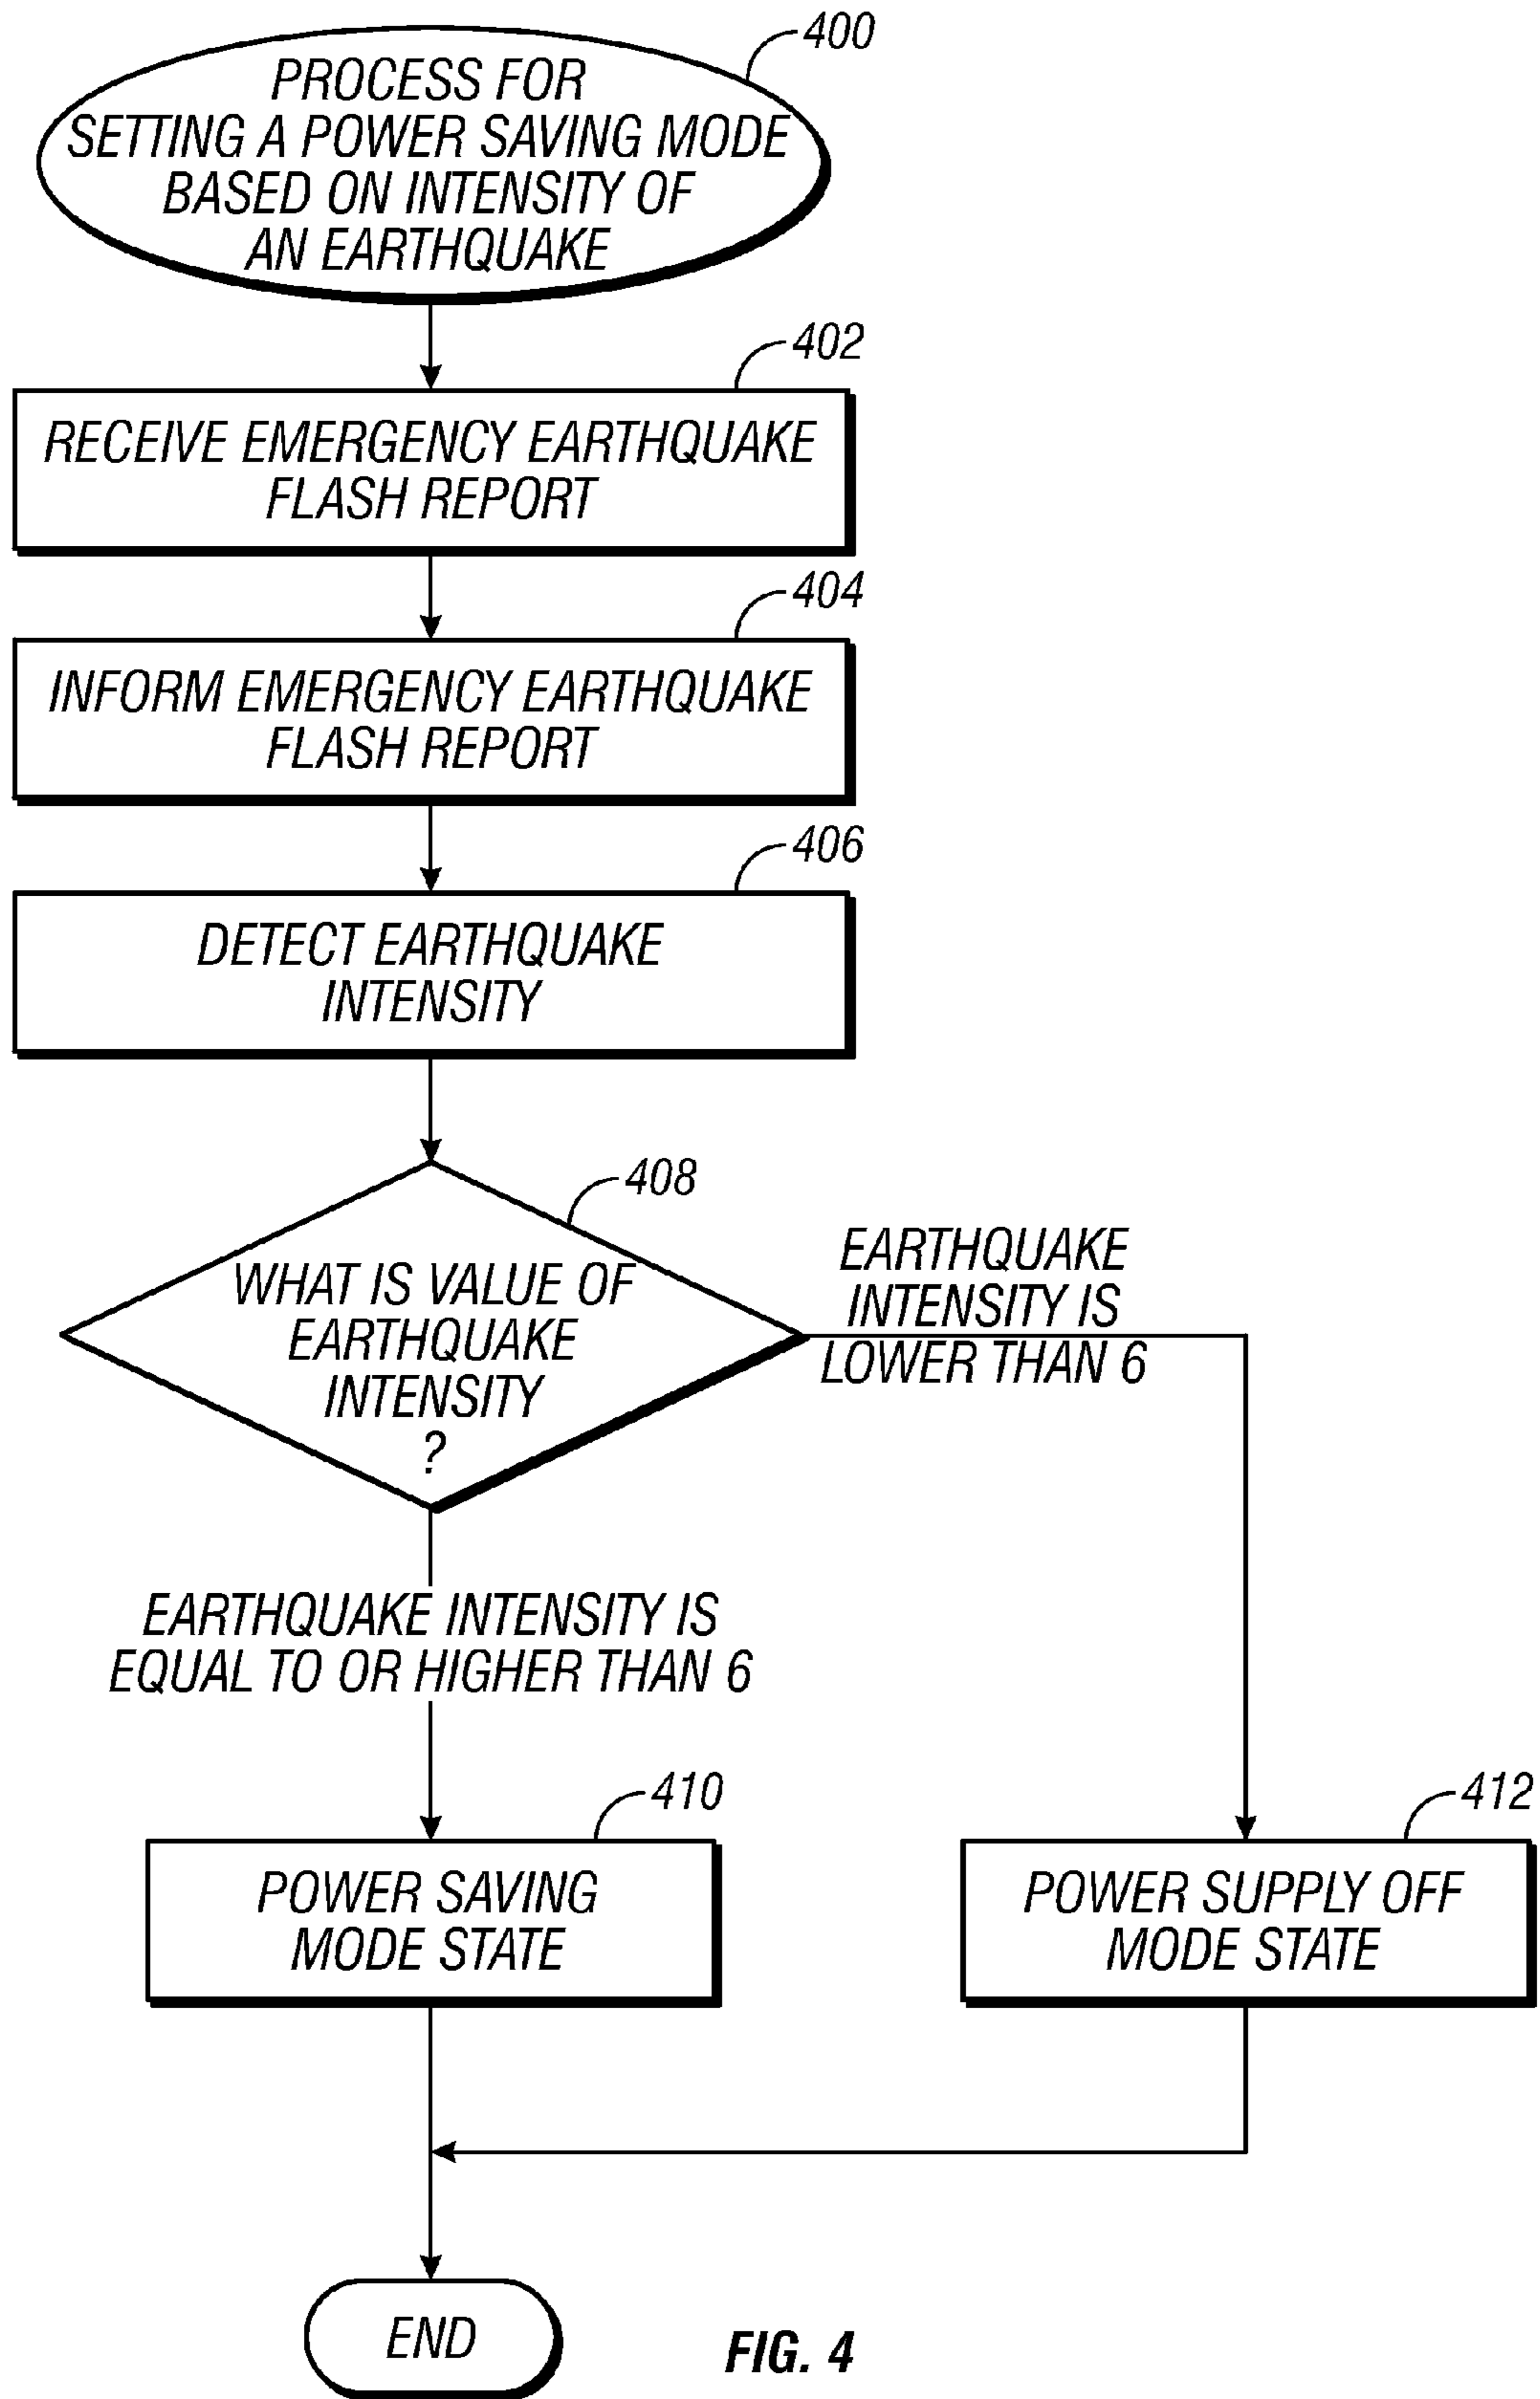 400
PROCESS FOR
SETTING A POWER SAVING MODE
BASED ON INTENSITY OF
AN EARTHQUAKE
402
RECEIVE EMERGENCY EARTHQUAKE
FLASH REPORT
404
INFORM EMERGENCY EARTHQUAKE
FLASH REPORT
406
DETECT EARTHQUAKE
INTENSITY
408
WHAT IS VALUE OF
EARTHQUAKE
INTENSITY
?
EARTHQUAKE
INTENSITY IS
LOWER THAN 6
EARTHQUAKE INTENSITY IS
EQUAL TO OR HIGHER THAN 6
410
POWER SAVING
MODE STATE
412
POWER SUPPLY OFF
MODE STATE
END
FIG. 4